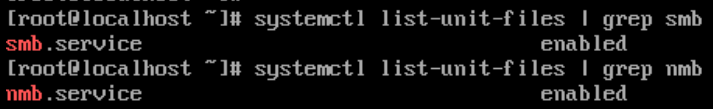 [root@localhost ~]# systemctl list-unit-files | grep smb
smb.service enabled
[root@localhost ~]# systemctl list-unit-files | grep nmb
nmb.service enabled